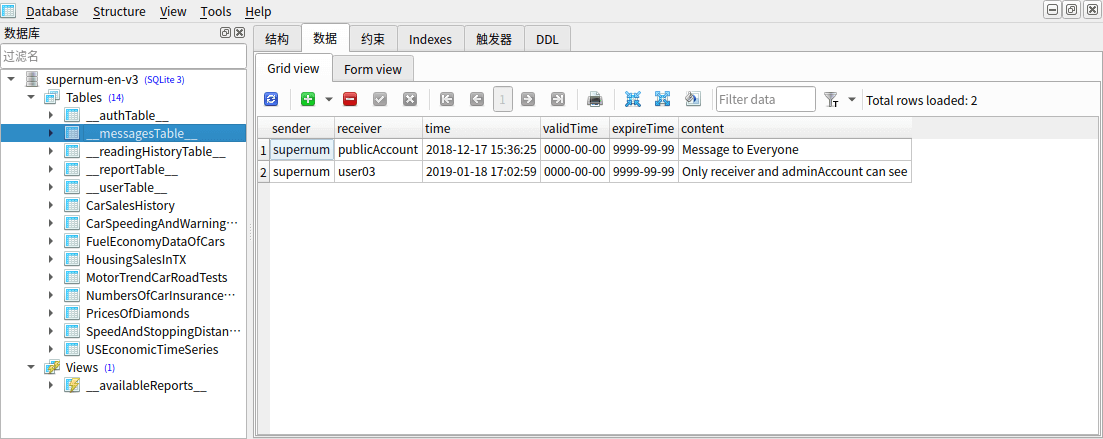 Database Structure View Tools Help
数据库
过滤名
supernum-en-v3 (SQLite 3)
Tables (14)
__authTable__
__messagesTable__
__readingHistoryTable__
__reportTable__
__userTable__
CarSalesHistory
CarSpeedingAndWarning···
FuelEconomyDataOfCars
HousingSalesInTX
MotorTrendCarRoadTests
NumbersOfCarInsurance···
PricesOfDiamonds
SpeedAndStoppingDistan···
USEconomicTimeSeries
Views (1)
__availableReports__
结构 数据 约束 Indexes 触发器 DDL
Grid view Form view
1 Filter data T Total rows loaded: 2
sender receiver time validTime expireTime content
1 supernum publicAccount 2018-12-17 15:36:25 0000-00-00 9999-99-99 Message to Everyone
2 supernum user03 2019-01-18 17:02:59 0000-00-00 9999-99-99 Only receiver and adminAccount can see